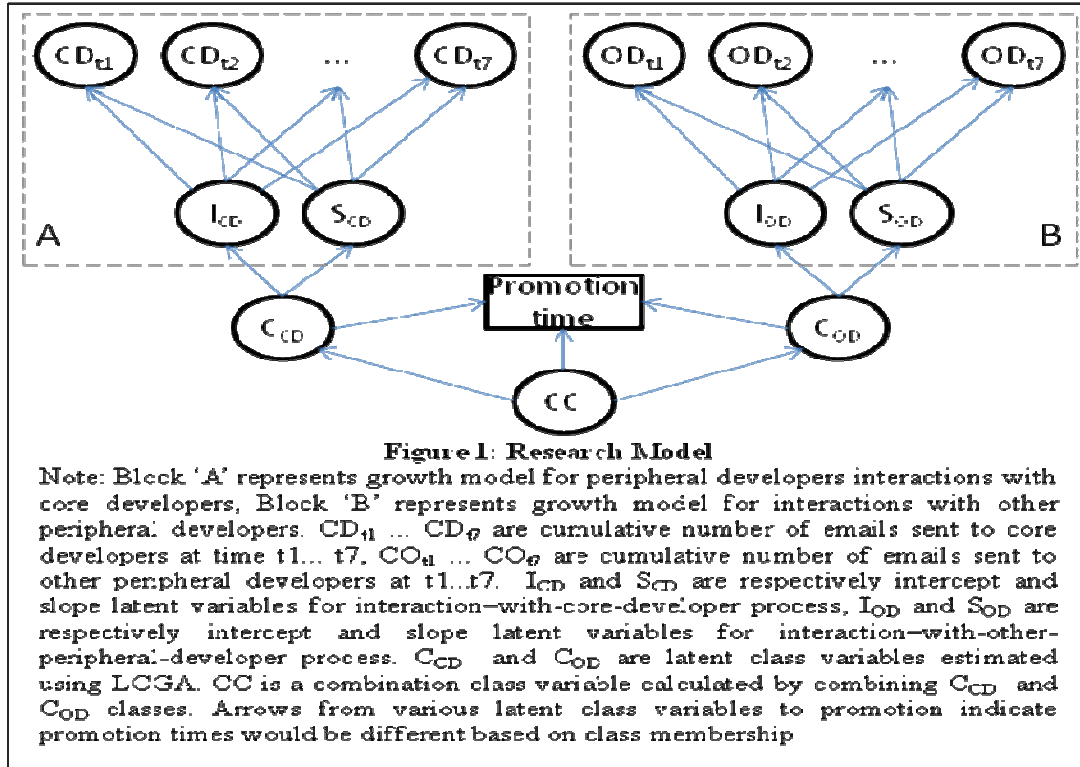 CDt1 CDt2 ... CDt7 ODt1 ODt2 ... ODt7
ICD SCD IOD SOD
A B
Promotion
time
CCD COD
CC
Figure 1: Research Model
Note: Block ‘A’ represents growth model for peripheral developers interactions with
core developers, Block ‘B’ represents growth model for interactions with other
peripheral developers. CDt1 ... CDt7 are cumulative number of emails sent to core
developers at time t1... t7, COt1 ... COt7 are cumulative number of emails sent to
other peripheral developers at t1...t7. ICD and SCD are respectively intercept and
slope latent variables for interaction–with-core-developer process, IOD and SOD are
respectively intercept and slope latent variables for interaction–with-other-
peripheral-developer process. CCD and COD are latent class variables estimated
using LCGA. CC is a combination class variable calculated by combining CCD and
COD classes. Arrows from various latent class variables to promotion indicate
promotion times would be different based on class membership